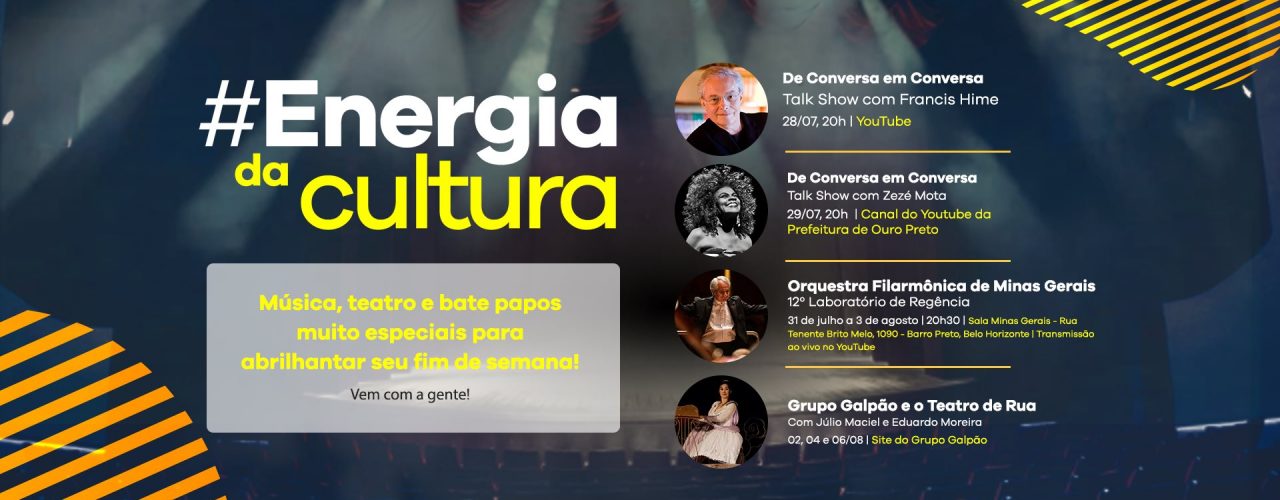 #Energia
da
cultura
Música, teatro e bate papos
muito especiais para
abrilhantar seu fim de semana!
Vem com a gente!
De Conversa em Conversa
Talk Show com Francis Hime
28/07, 20h | YouTube
De Conversa em Conversa
Talk Show com Zezé Mota
29/07, 20h | Canal do Youtube da
Prefeitura de Ouro Preto
Orquestra Filarmônica de Minas Gerais
12º Laboratório de Regência
31 de julho a 3 de agosto | 20h30 | Sala Minas Gerais - Rua
Tenente Brito Melo, 1090 - Barro Preto, Belo Horizonte | Transmissão
ao vivo no YouTube
Grupo Galpão e o Teatro de Rua
Com Júlio Maciel e Eduardo Moreira
02, 04 e 06/08 | Site do Grupo Galpão